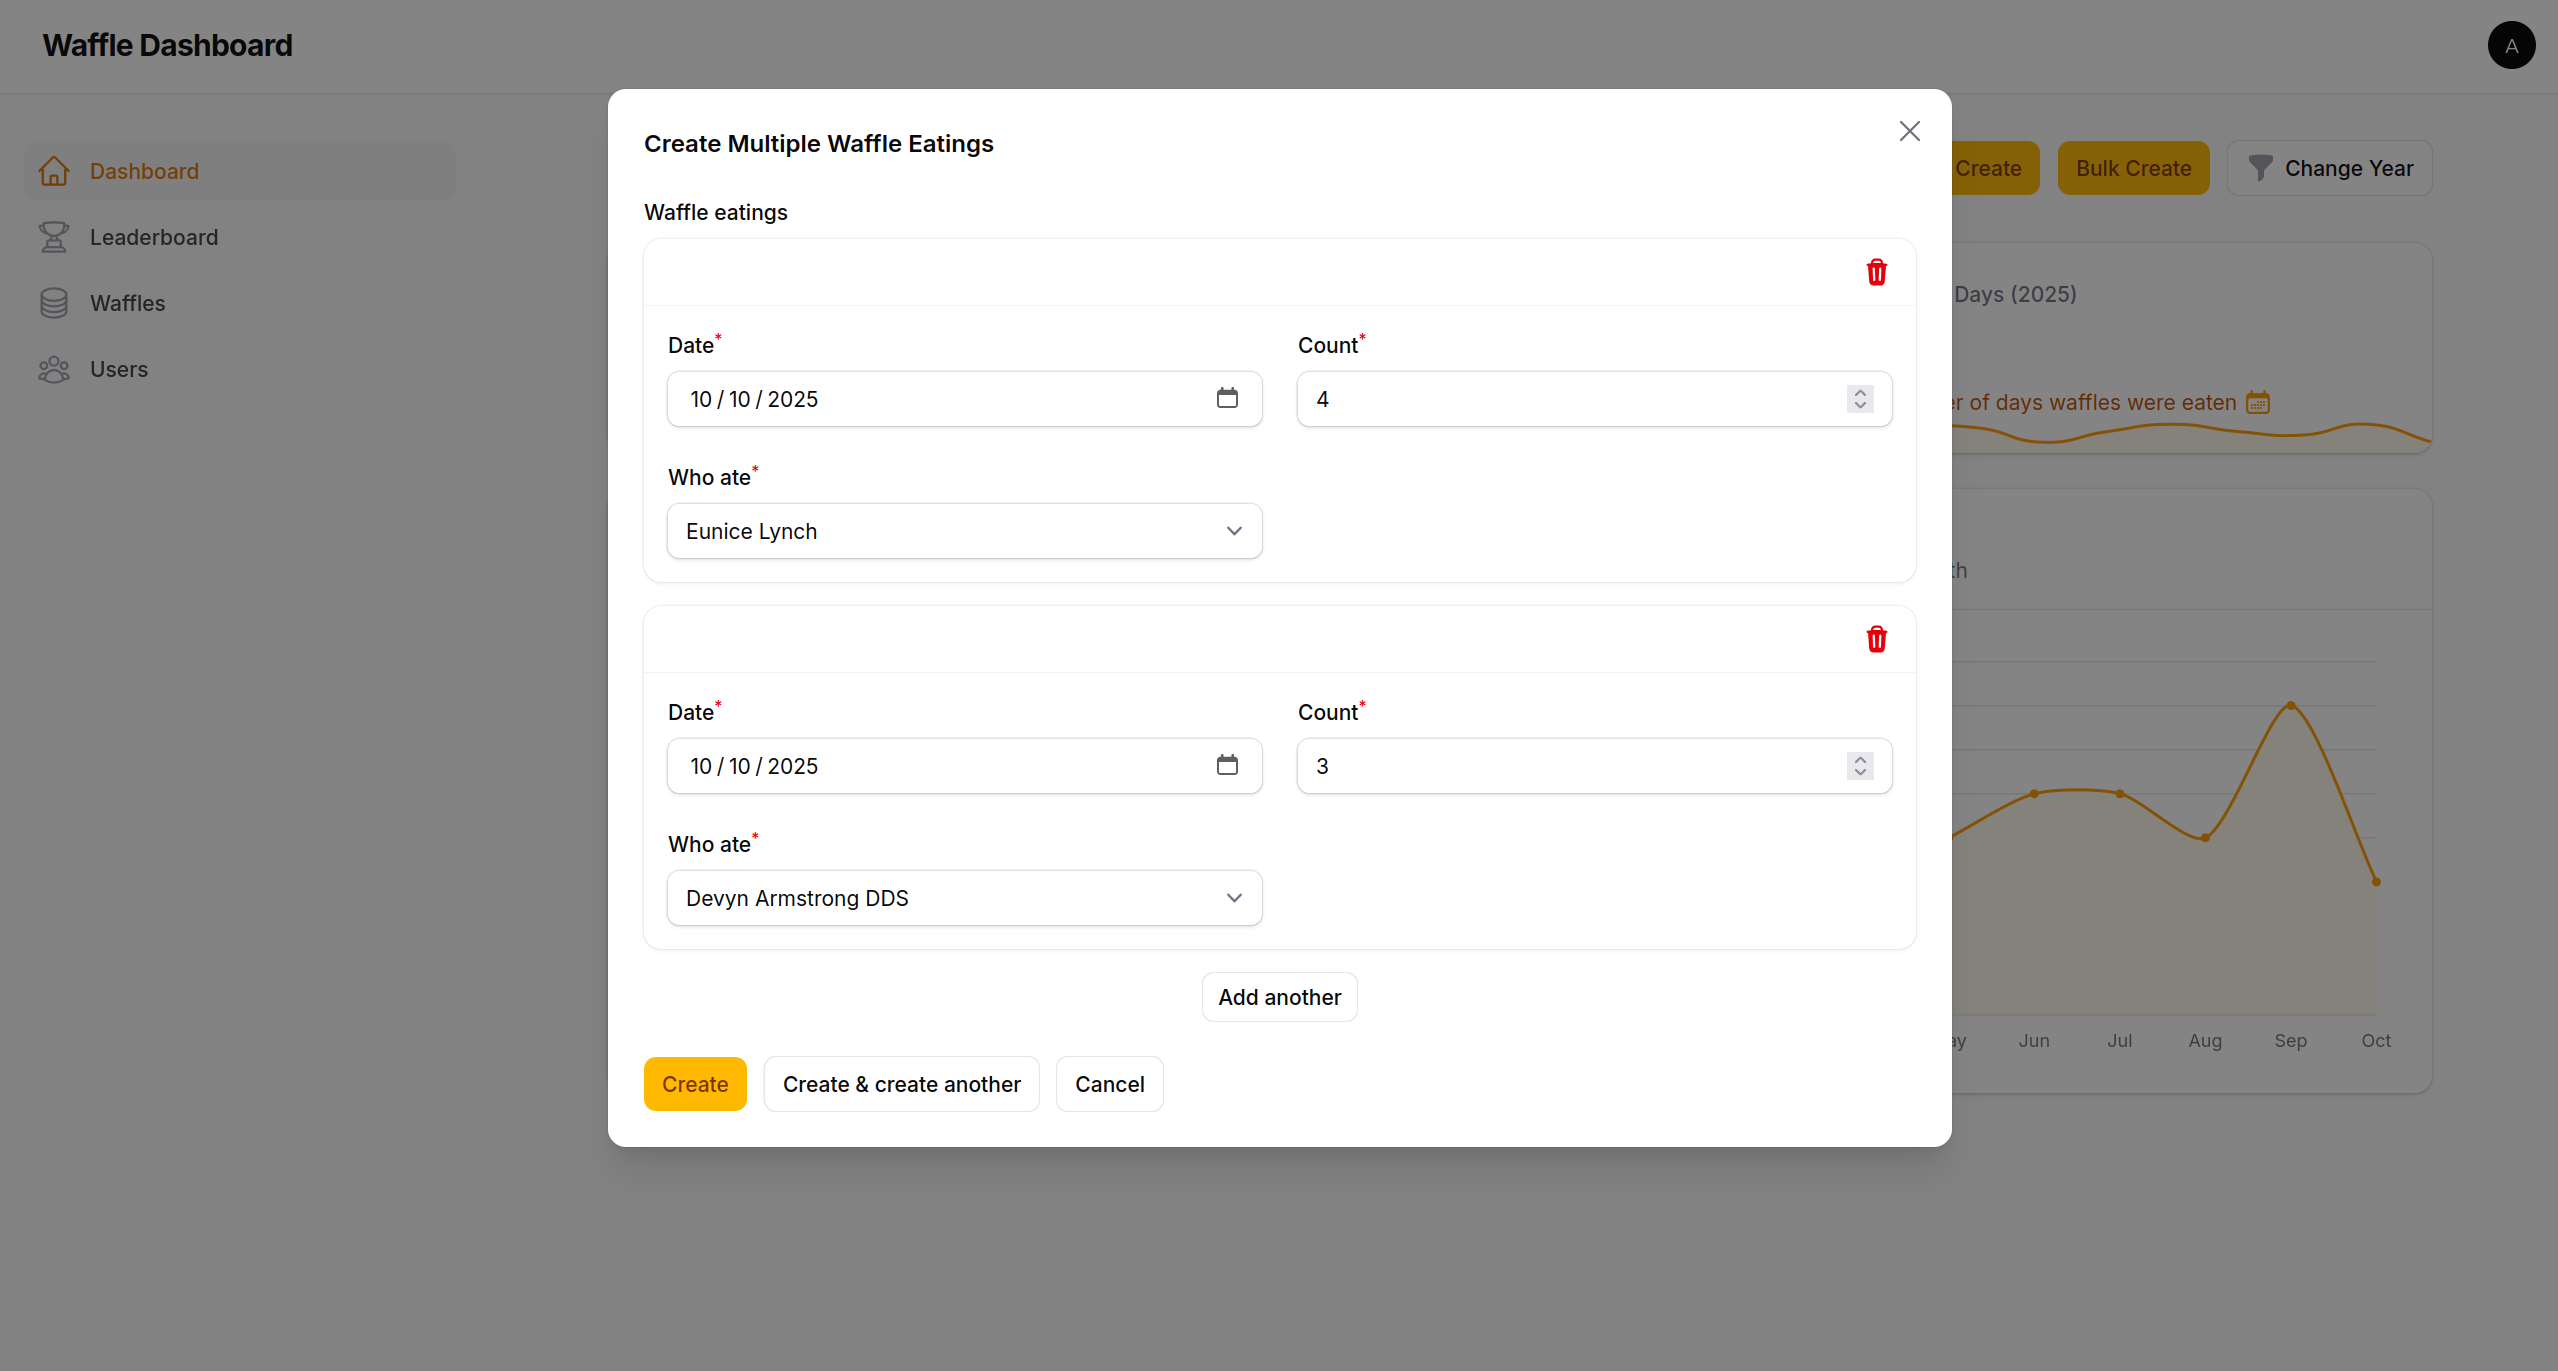 Waffle Dashboard
A
Dashboard
Leaderboard
Waffles
Users
Create
Bulk Create
Change Year
Days (2025)
of days waffles were eaten
Create Multiple Waffle Eatings
Waffle eatings
Date*
Count*
10 / 10 / 2025
4
Who ate*
Eunice Lynch
Date*
Count*
10 / 10 / 2025
3
Who ate*
Devyn Armstrong DDS
Add another
Create
Create & create another
Cancel
Jun
Jul
Aug
Sep
Oct